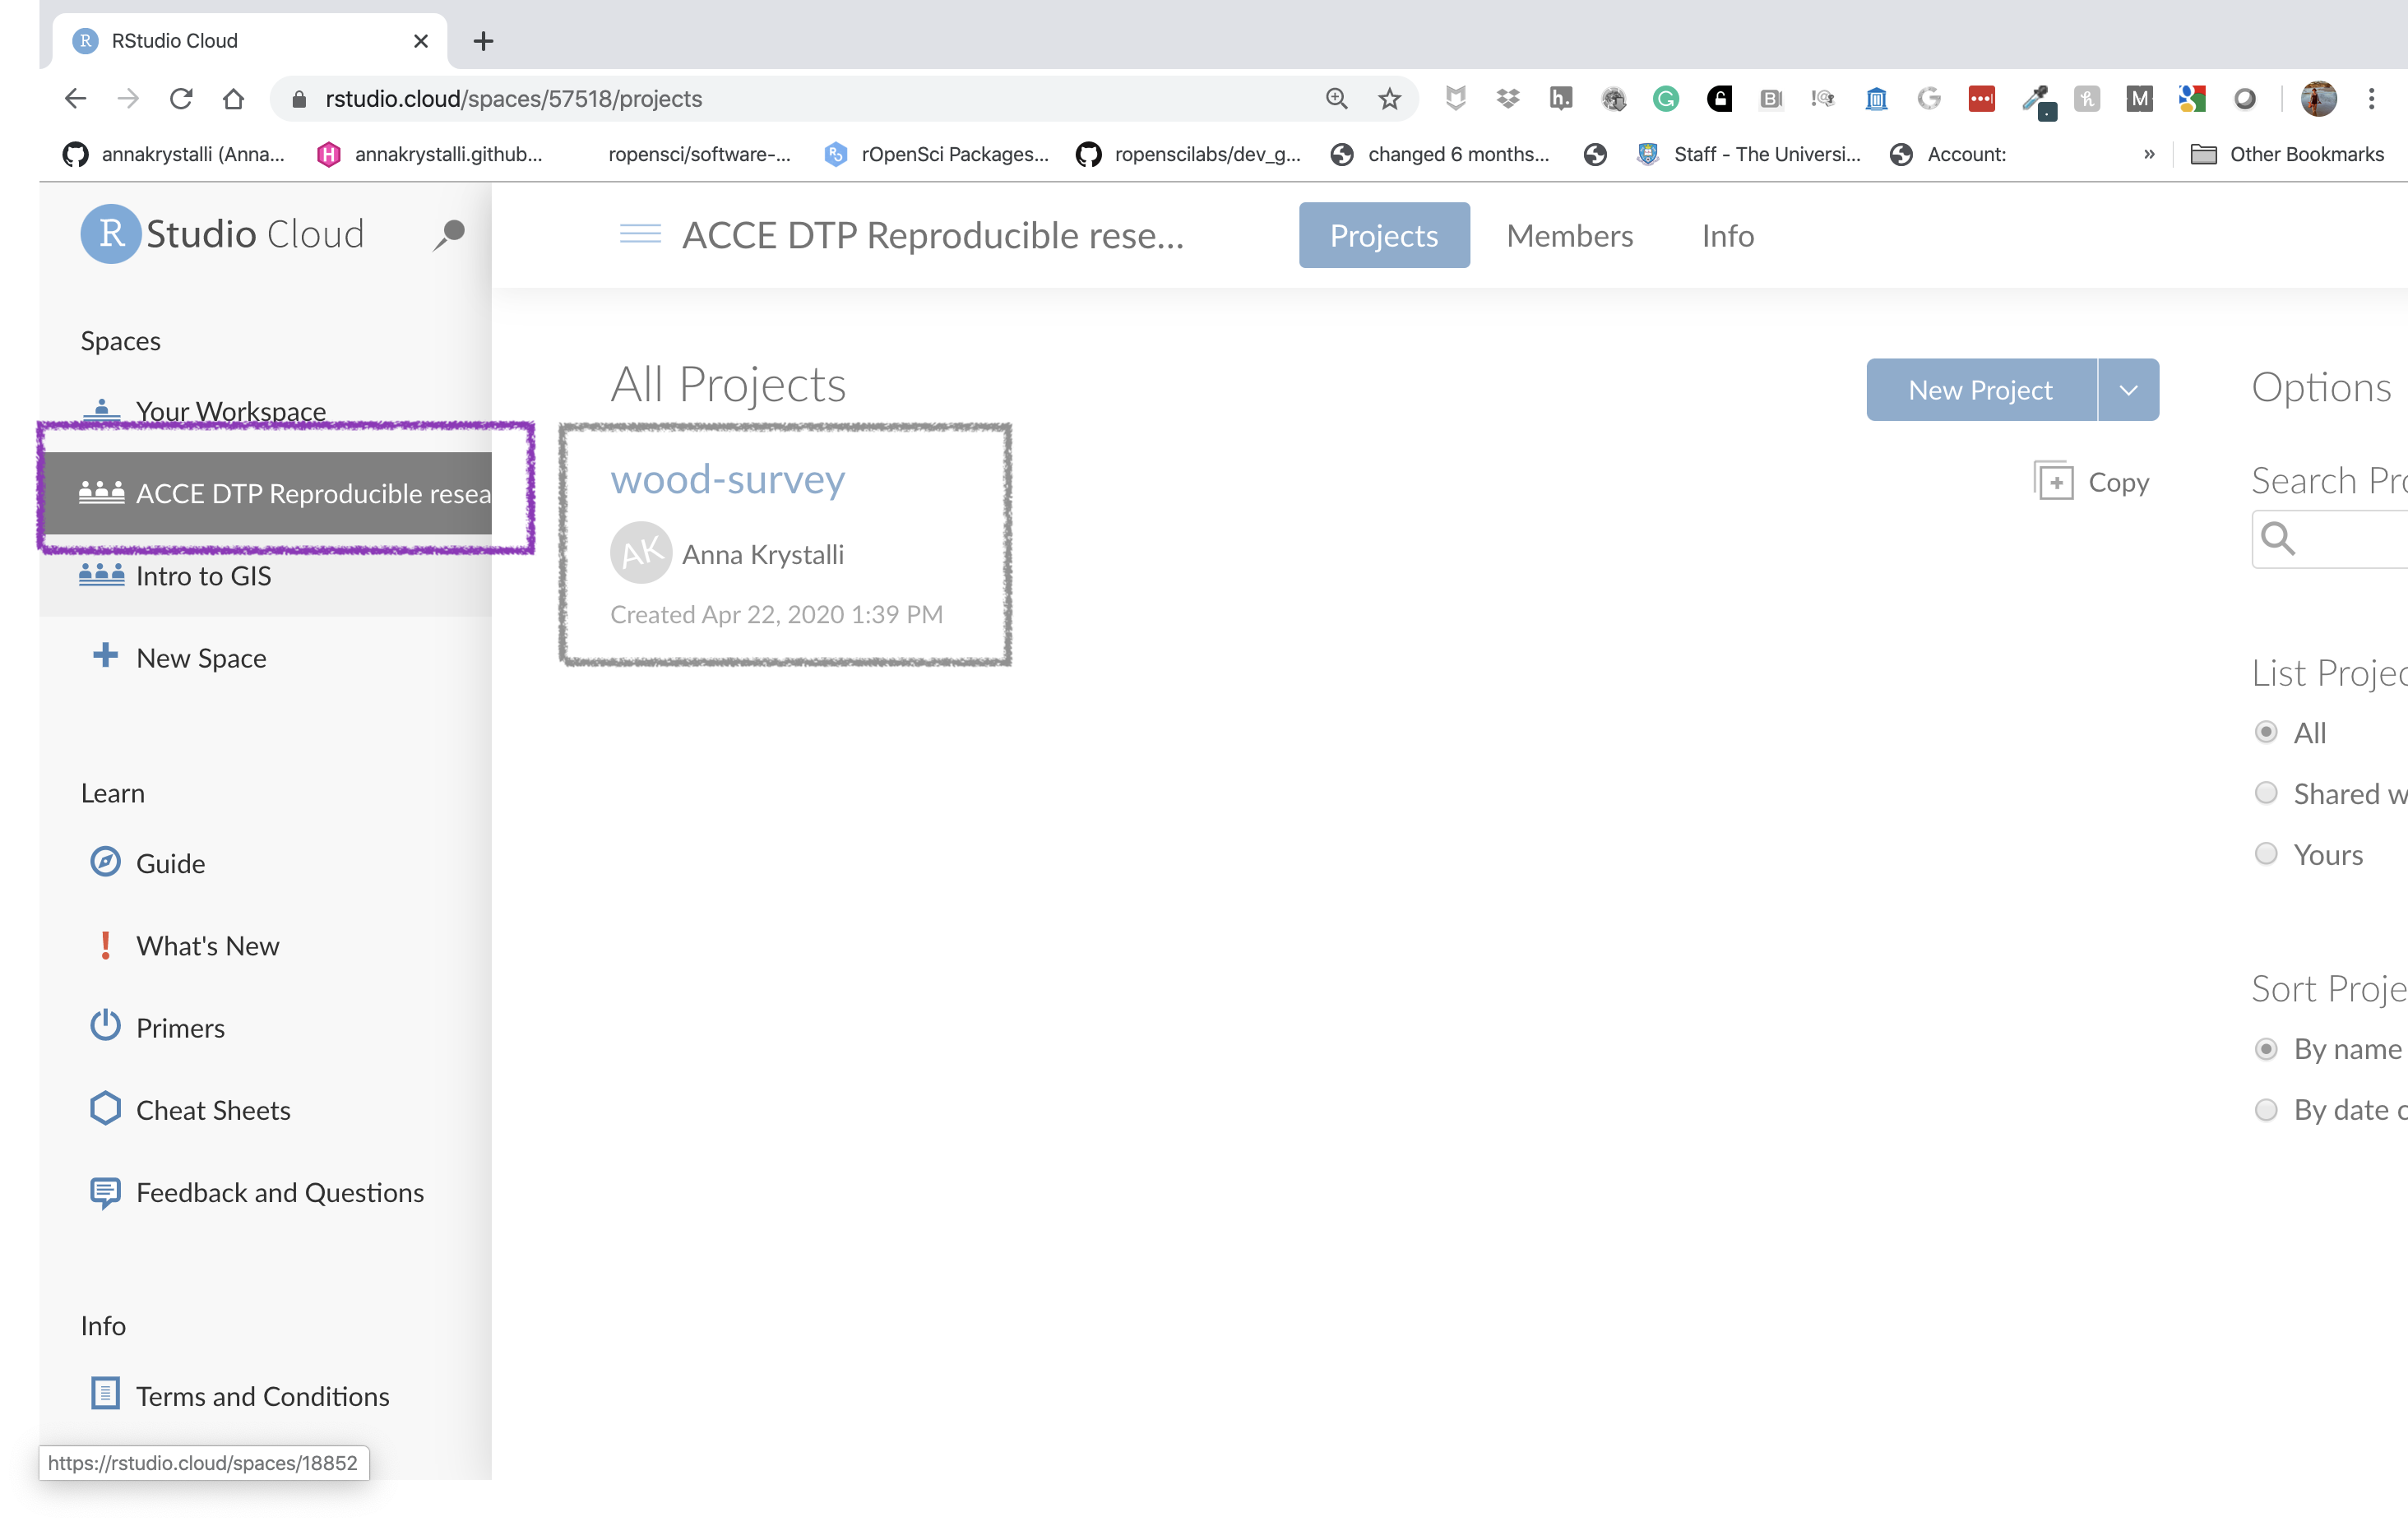 RStudio Cloud
rstudio.cloud/spaces/57518/projects
annakrystalli (Anna...
annakrystalli.github...
ropensci/software-...
rOpenSci Packages...
ropenscilabs/dev_g...
changed 6 months...
Staff - The Universi...
Account:
»
Other Bookmarks
R Studio Cloud
ACCE DTP Reproducible rese...
Projects
Members
Info
Spaces
Your Workspace
ACCE DTP Reproducible resea
Intro to GIS
New Space
Learn
Guide
What's New
Primers
Cheat Sheets
Feedback and Questions
Info
Terms and Conditions
https://rstudio.cloud/spaces/18852
All Projects
New Project
wood-survey
Copy
AK Anna Krystalli
Created Apr 22, 2020 1:39 PM
Options
Search Pro
List Projec
All
Shared w
Yours
Sort Proje
By name
By date